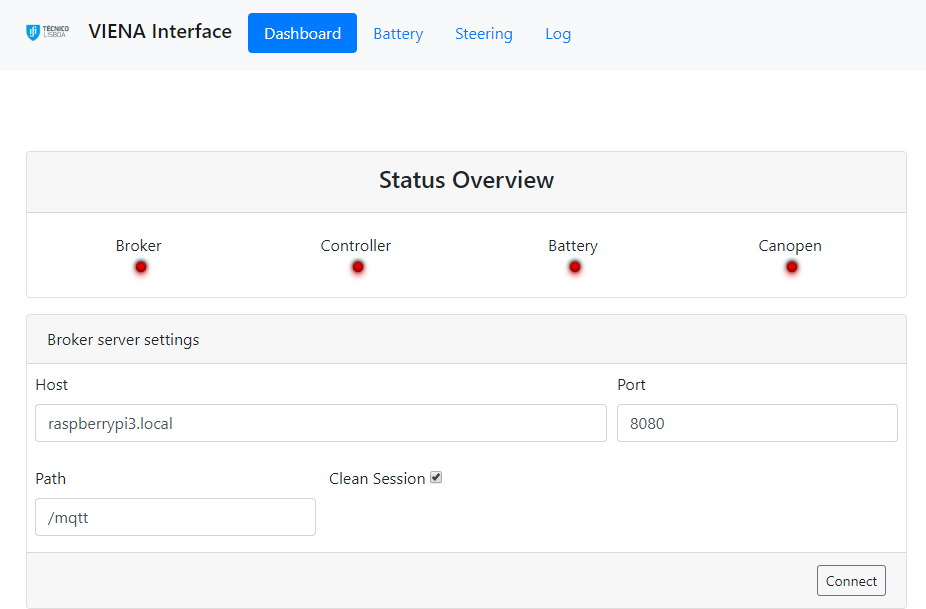 TÉCNICO
LISBOA
VIENA Interface Dashboard Battery Steering Log
Status Overview
Broker Controller Battery Canopen
Broker server settings
Host Port
raspberrypi3.local 8080
Path Clean Session
/mqtt
Connect